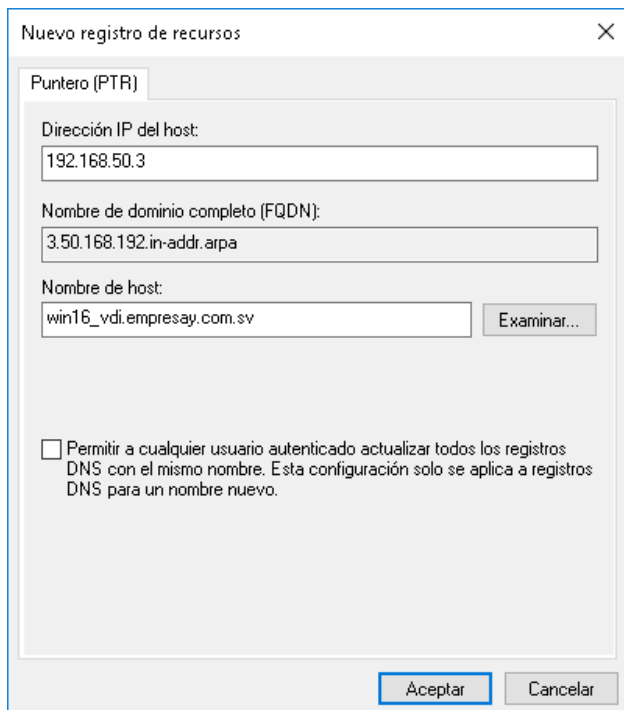 Nuevo registro de recursos
Puntero (PTR)
Dirección IP del host:
192.168.50.3
Nombre de dominio completo (FQDN):
3.50.168.192.in-addr.arpa
Nombre de host:
win16_vdi.empresay.com.sv
Examinar...
Permitir a cualquier usuario autenticado actualizar todos los registros
DNS con el mismo nombre. Esta configuración solo se aplica a registros
DNS para un nombre nuevo.
Aceptar
Cancelar